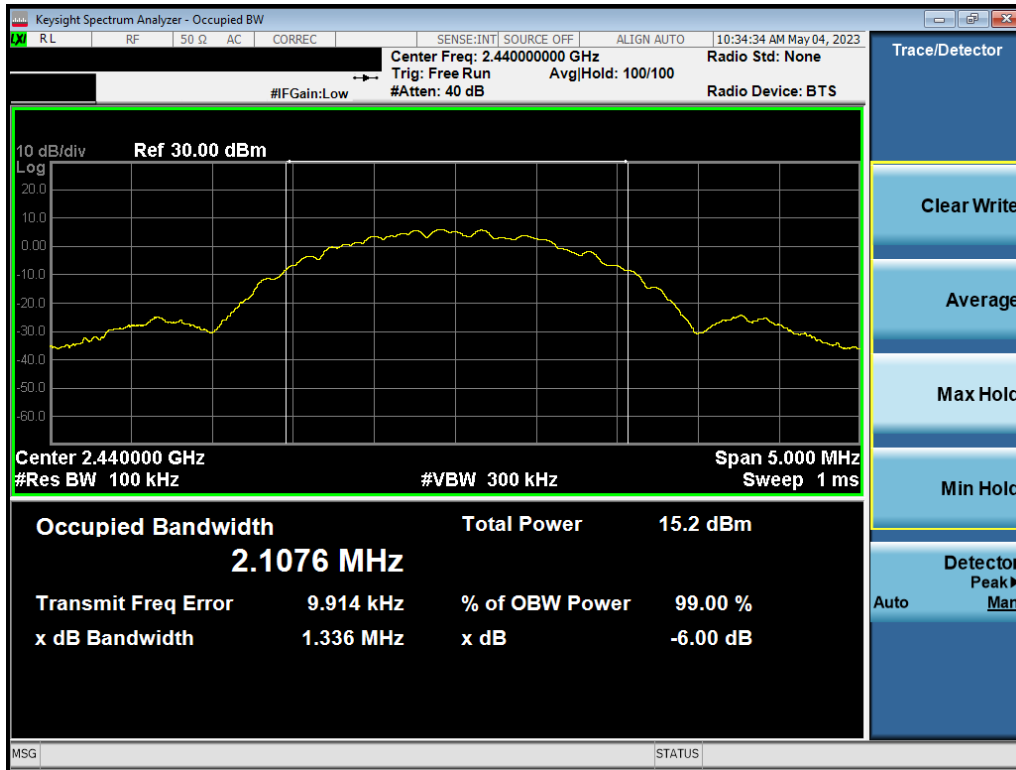 Keysight Spectrum Analyzer - Occupied BW
LXI RL RF 50 Ω AC CORREC SENSE:INT SOURCE OFF ALIGN AUTO 10:34:34 AM May 04, 2023
Center Freq: 2.440000000 GHz Radio Std: None
Trig: Free Run Avg|Hold: 100/100
#IFGain:Low #Atten: 40 dB Radio Device: BTS
10 dB/div Ref 30.00 dBm
Log
20.0
10.0
0.00
-10.0
-20.0
-30.0
-40.0
-50.0
-60.0
Center 2.440000 GHz Span 5.000 MHz
#Res BW 100 kHz #VBW 300 kHz Sweep 1 ms
Occupied Bandwidth Total Power 15.2 dBm
2.1076 MHz
Transmit Freq Error 9.914 kHz % of OBW Power 99.00 %
x dB Bandwidth 1.336 MHz x dB -6.00 dB
MSG STATUS
Trace/Detector
Clear Write
Average
Max Hold
Min Hold
Detector
Peak
Auto Man